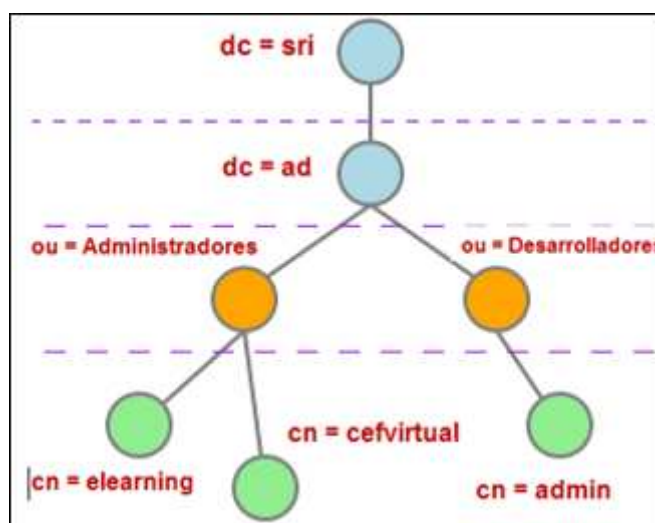 dc = sri
dc = ad
ou = Administradores
ou = Desarrolladores
cn = cefvirtual
cn = elearning
cn = admin